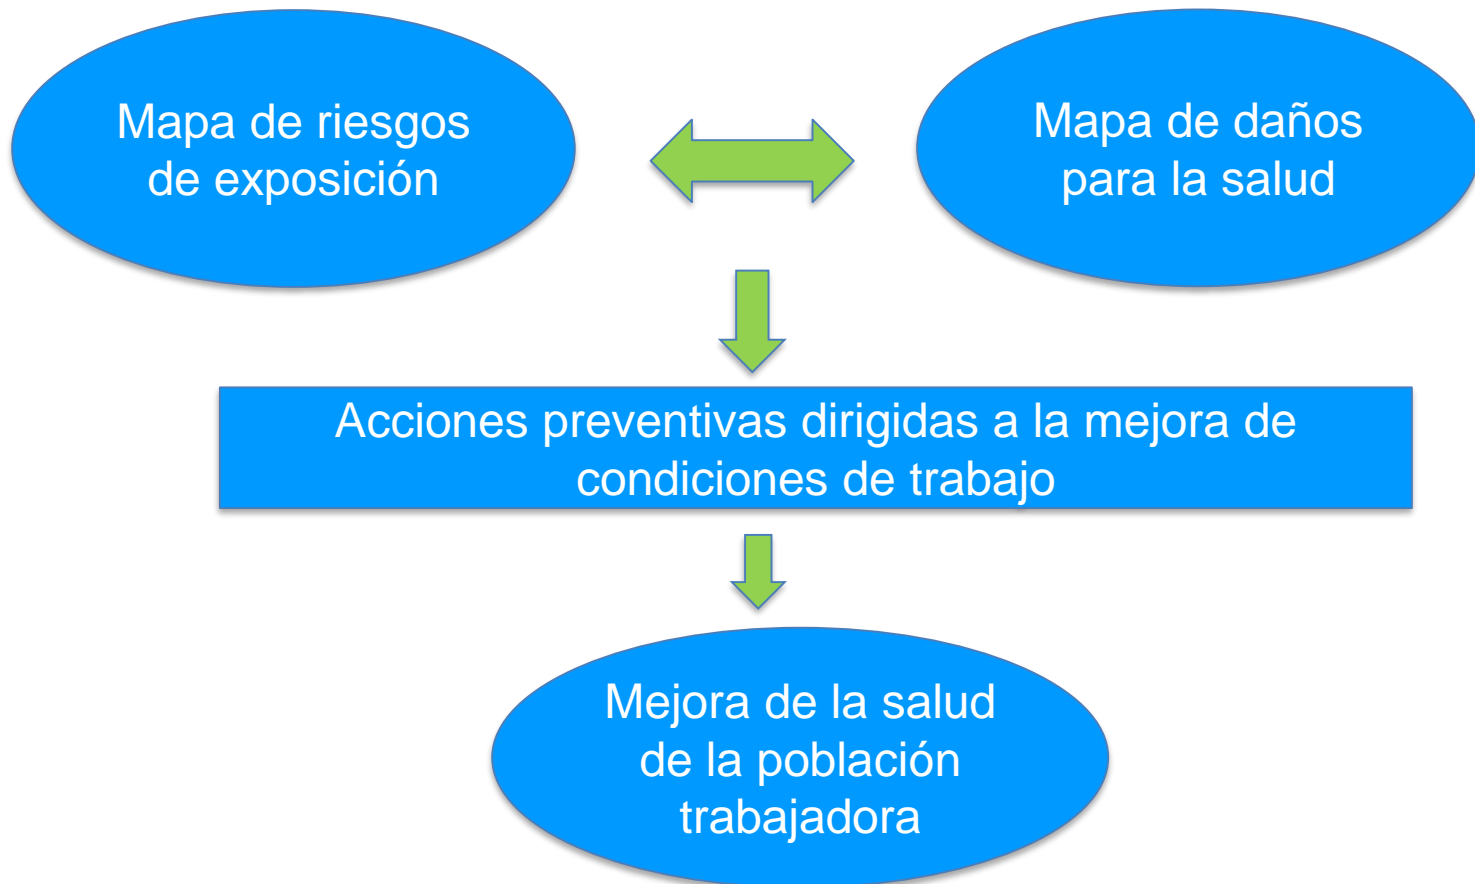 Mapa de riesgos
de exposición
Mapa de daños
para la salud
Acciones preventivas dirigidas a la mejora de
condiciones de trabajo
Mejora de la salud
de la población
trabajadora